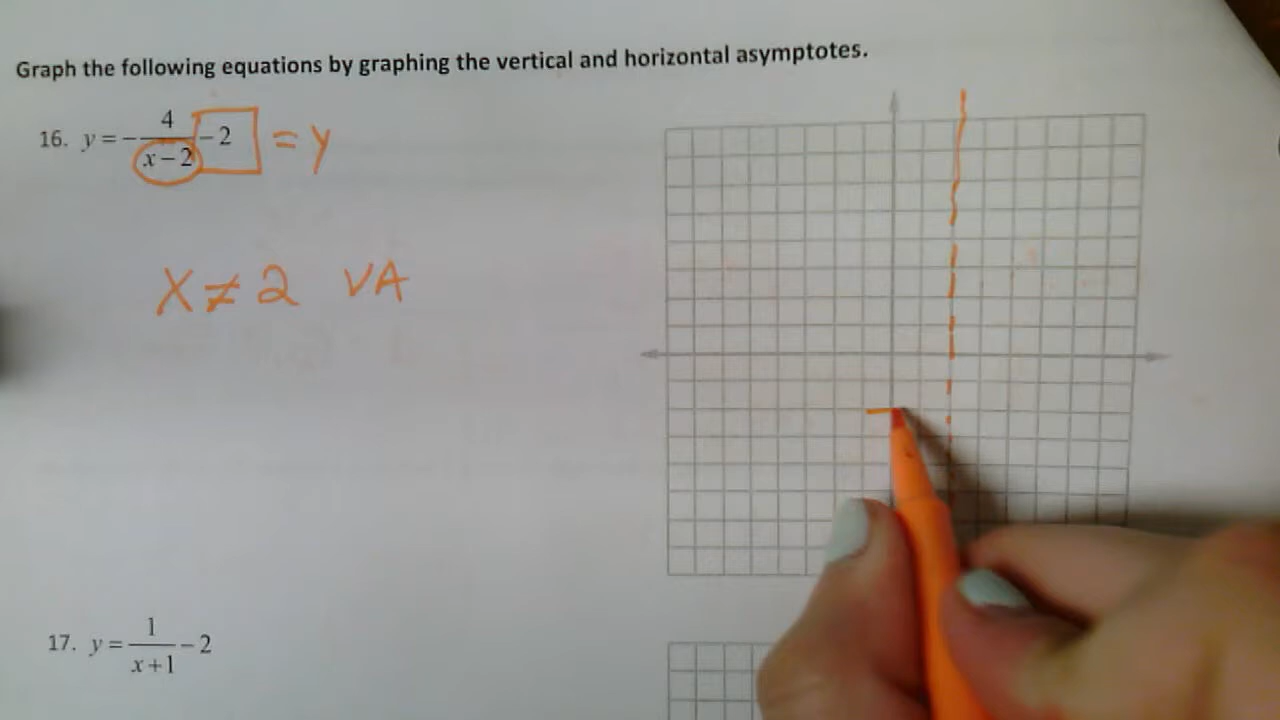 Graph the following equations by graphing the vertical and horizontal asymptotes.
16. y = - 4/(x - 2) - 2 = y
X ≠ 2 VA
17. y = 1/(x + 1) - 2